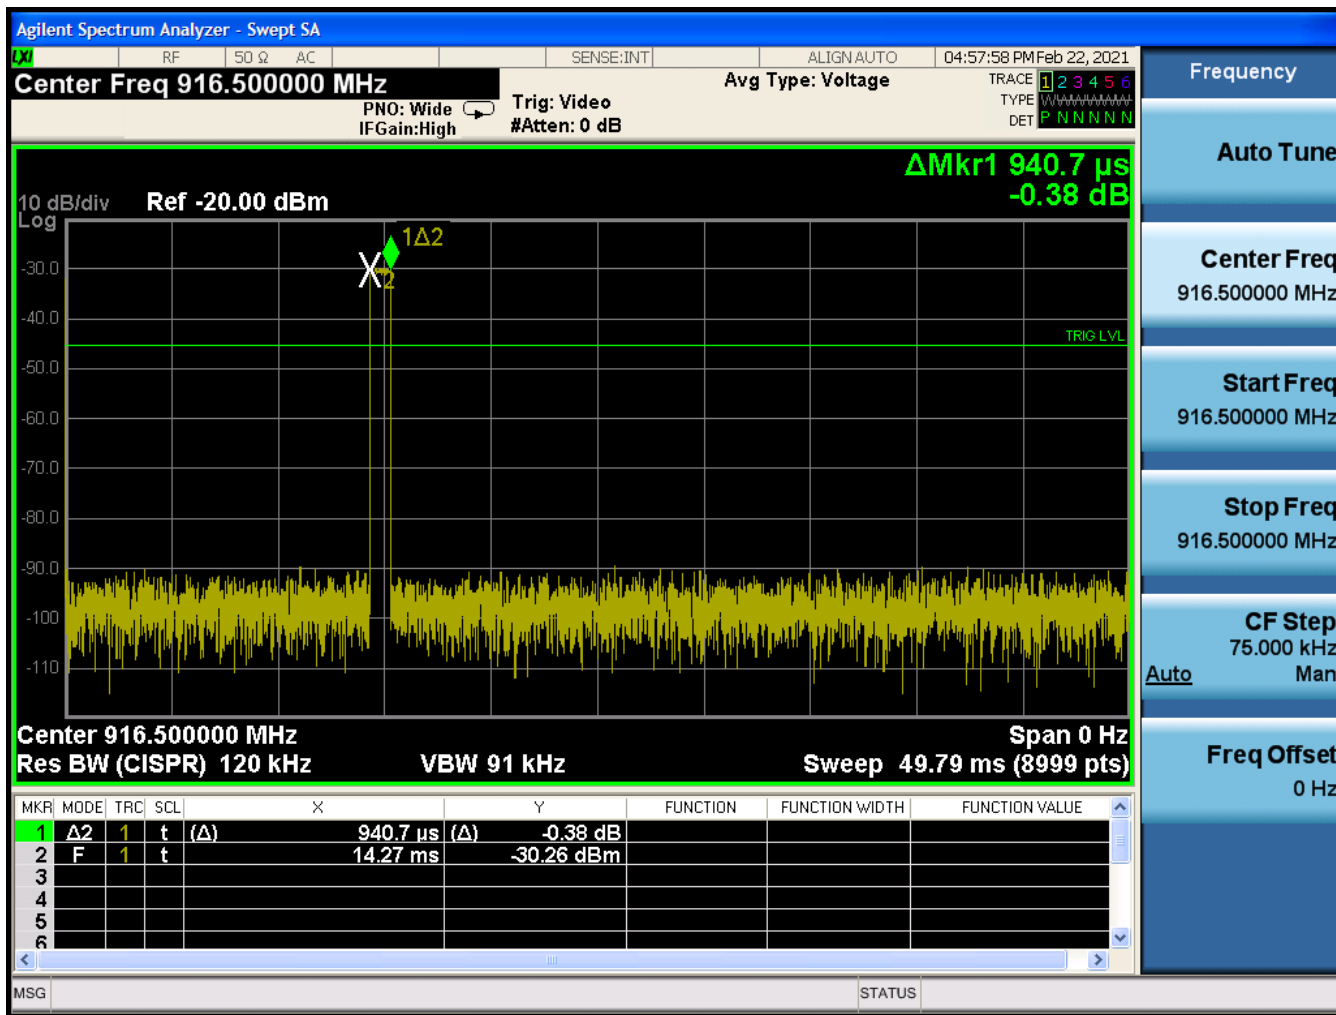 Agilent Spectrum Analyzer - Swept SA
LXI RF 50 Ω AC SENSE:INT ALIGN AUTO 04:57:58 PM Feb 22, 2021
Center Freq 916.500000 MHz
PNO: Wide
IFGain:High
Trig: Video
#Atten: 0 dB
Avg Type: Voltage
TRACE 1 2 3 4 5 6
TYPE WWWWWWW
DET P N N N N N
ΔMkr1 940.7 µs
-0.38 dB
10 dB/div Ref -20.00 dBm
Log
1Δ2
2
-30.0
-40.0
TRIG LVL
-50.0
-60.0
-70.0
-80.0
-90.0
-100
-110
Center 916.500000 MHz Span 0 Hz
Res BW (CISPR) 120 kHz VBW 91 kHz Sweep 49.79 ms (8999 pts)
MKR MODE TRC SCL X Y FUNCTION FUNCTION WIDTH FUNCTION VALUE
1 Δ2 1 t (Δ) 940.7 µs (Δ) -0.38 dB
2 F 1 t 14.27 ms -30.26 dBm
3
4
5
6
MSG STATUS
Frequency
Auto Tune
Center Freq
916.500000 MHz
Start Freq
916.500000 MHz
Stop Freq
916.500000 MHz
CF Step
75.000 kHz
Auto Man
Freq Offset
0 Hz